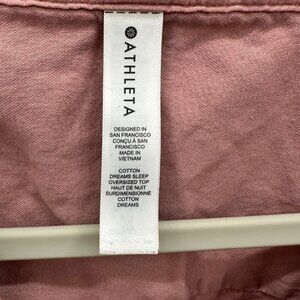 ATHLETA
DESIGNED IN
SAN FRANCISCO
CONÇU À SAN
FRANCISCO
MADE IN
VIETNAM
COTTON
DREAMS SLEEP
OVERSIZED TOP
HAUT DE NUIT
SURDIMENSIONNÉ
COTTON
DREAMS